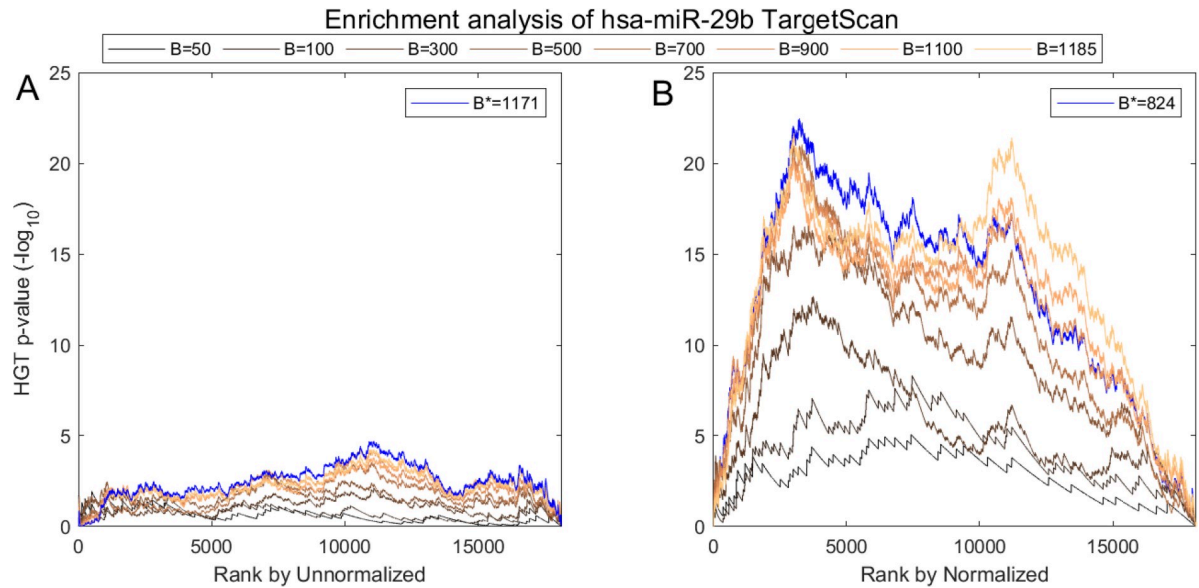 Enrichment analysis of hsa-miR-29b TargetScan
B=50 B=100 B=300 B=500 B=700 B=900 B=1100 B=1185
A
B*=1171
HGT p-value (-log10)
25
20
15
10
5
0
0 5000 10000 15000
Rank by Unnormalized
B
B*=824
25
20
15
10
5
0
0 5000 10000 15000
Rank by Normalized